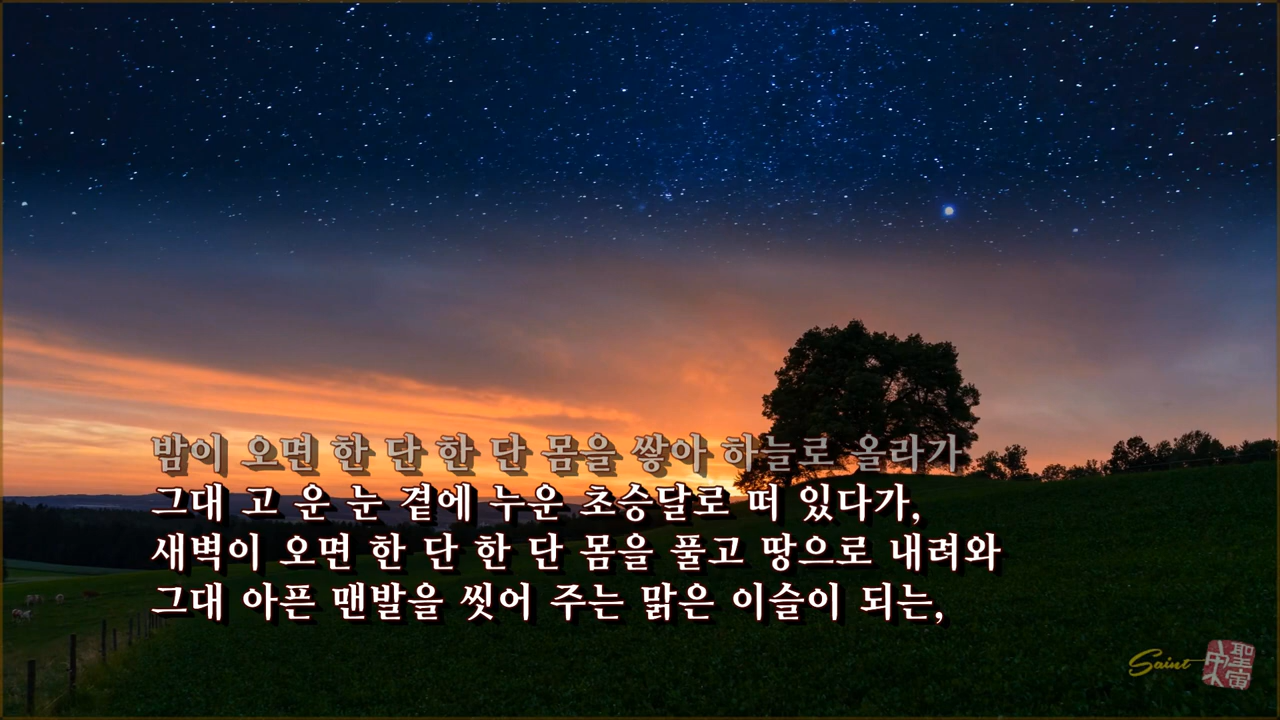 밤이 오면 한 단 한 단 몸을 쌓아 하늘로 올라가
그대 고 운 눈 곁에 누운 초승달로 떠 있다가,
새벽이 오면 한 단 한 단 몸을 풀고 땅으로 내려와
그대 아픈 맨발을 씻어 주는 맑은 이슬이 되는,
Saint